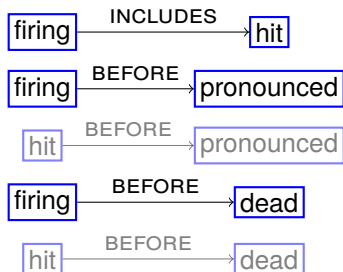 firing INCLUDES hit
firing BEFORE pronounced
hit BEFORE pronounced
firing BEFORE dead
hit BEFORE dead